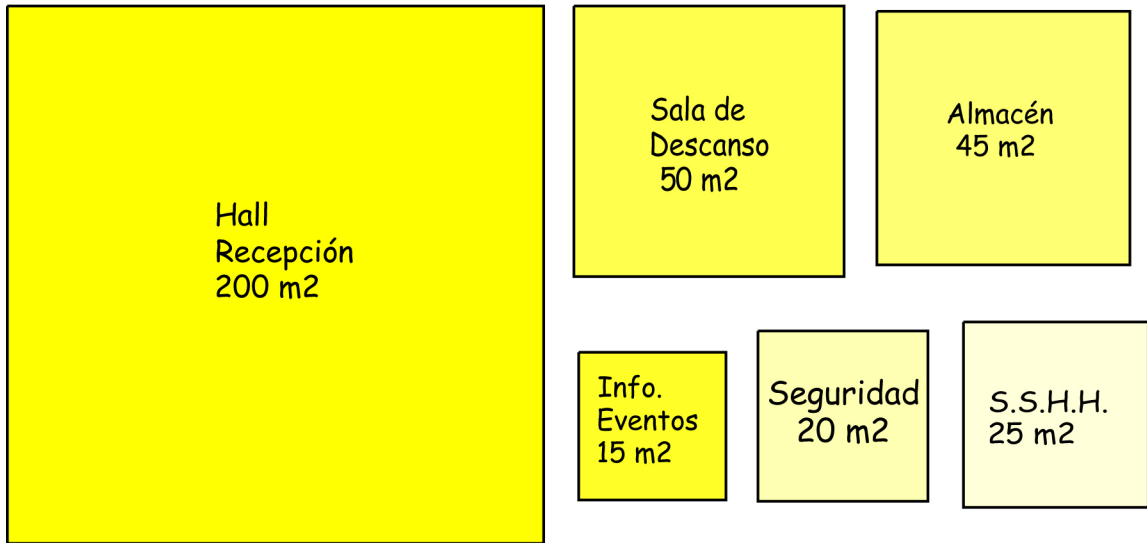 Hall
Recepción
200 m2
Sala de
Descanso
50 m2
Almacén
45 m2
Info.
Eventos
15 m2
Seguridad
20 m2
S.S.H.H.
25 m2